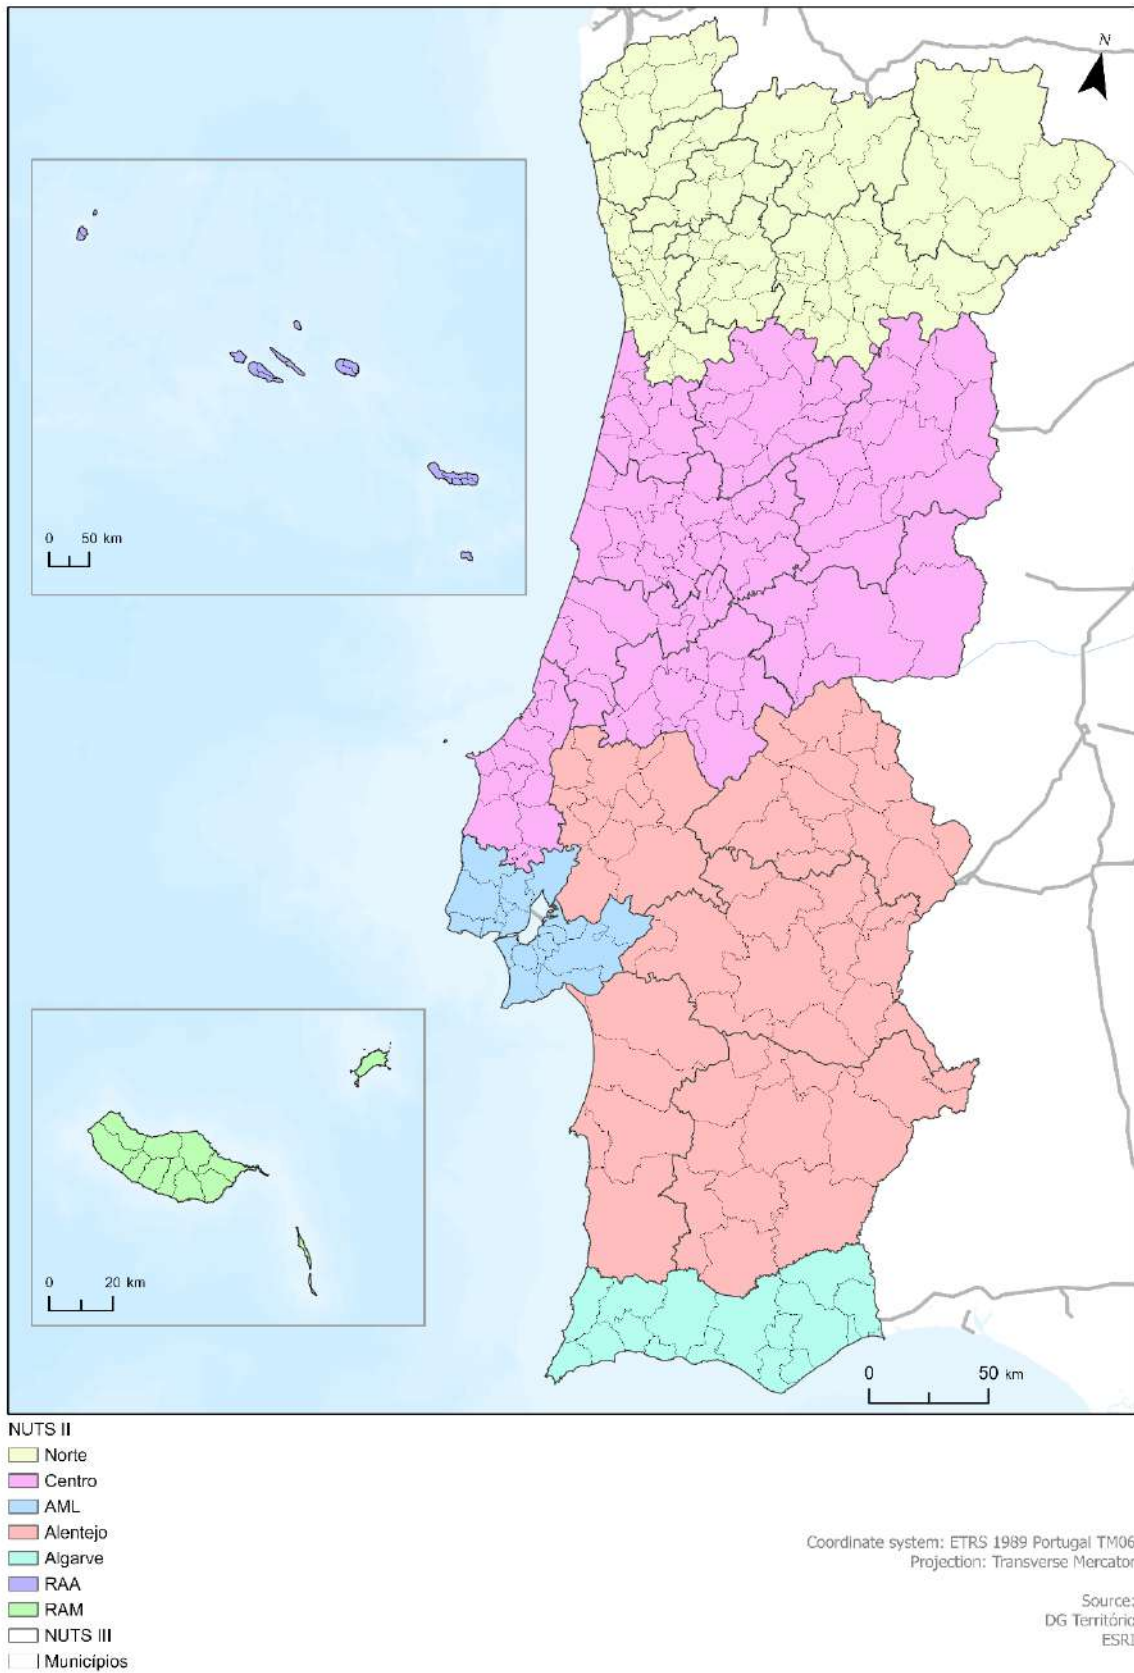 N
0 50 km
0 20 km
0 50 km
NUTS II
Norte
Centro
AML
Alentejo
Algarve
RAA
RAM
NUTS III
Municípios
Coordinate system: ETRS 1989 Portugal TM06
Projection: Transverse Mercator
Source:
DG Território
ESRI